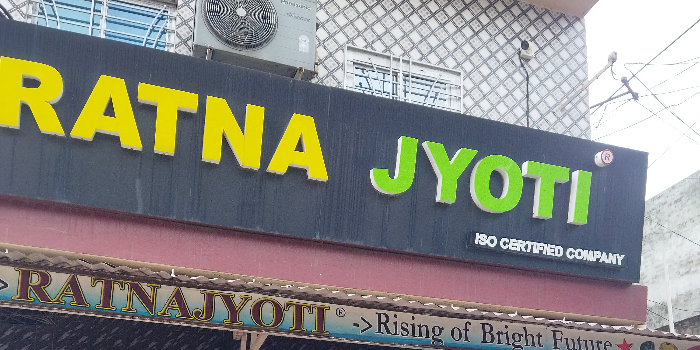 RATNA JYOTI ®
ISO CERTIFIED COMPANY
->RATNAJYOTI® ->Rising of Bright Future★